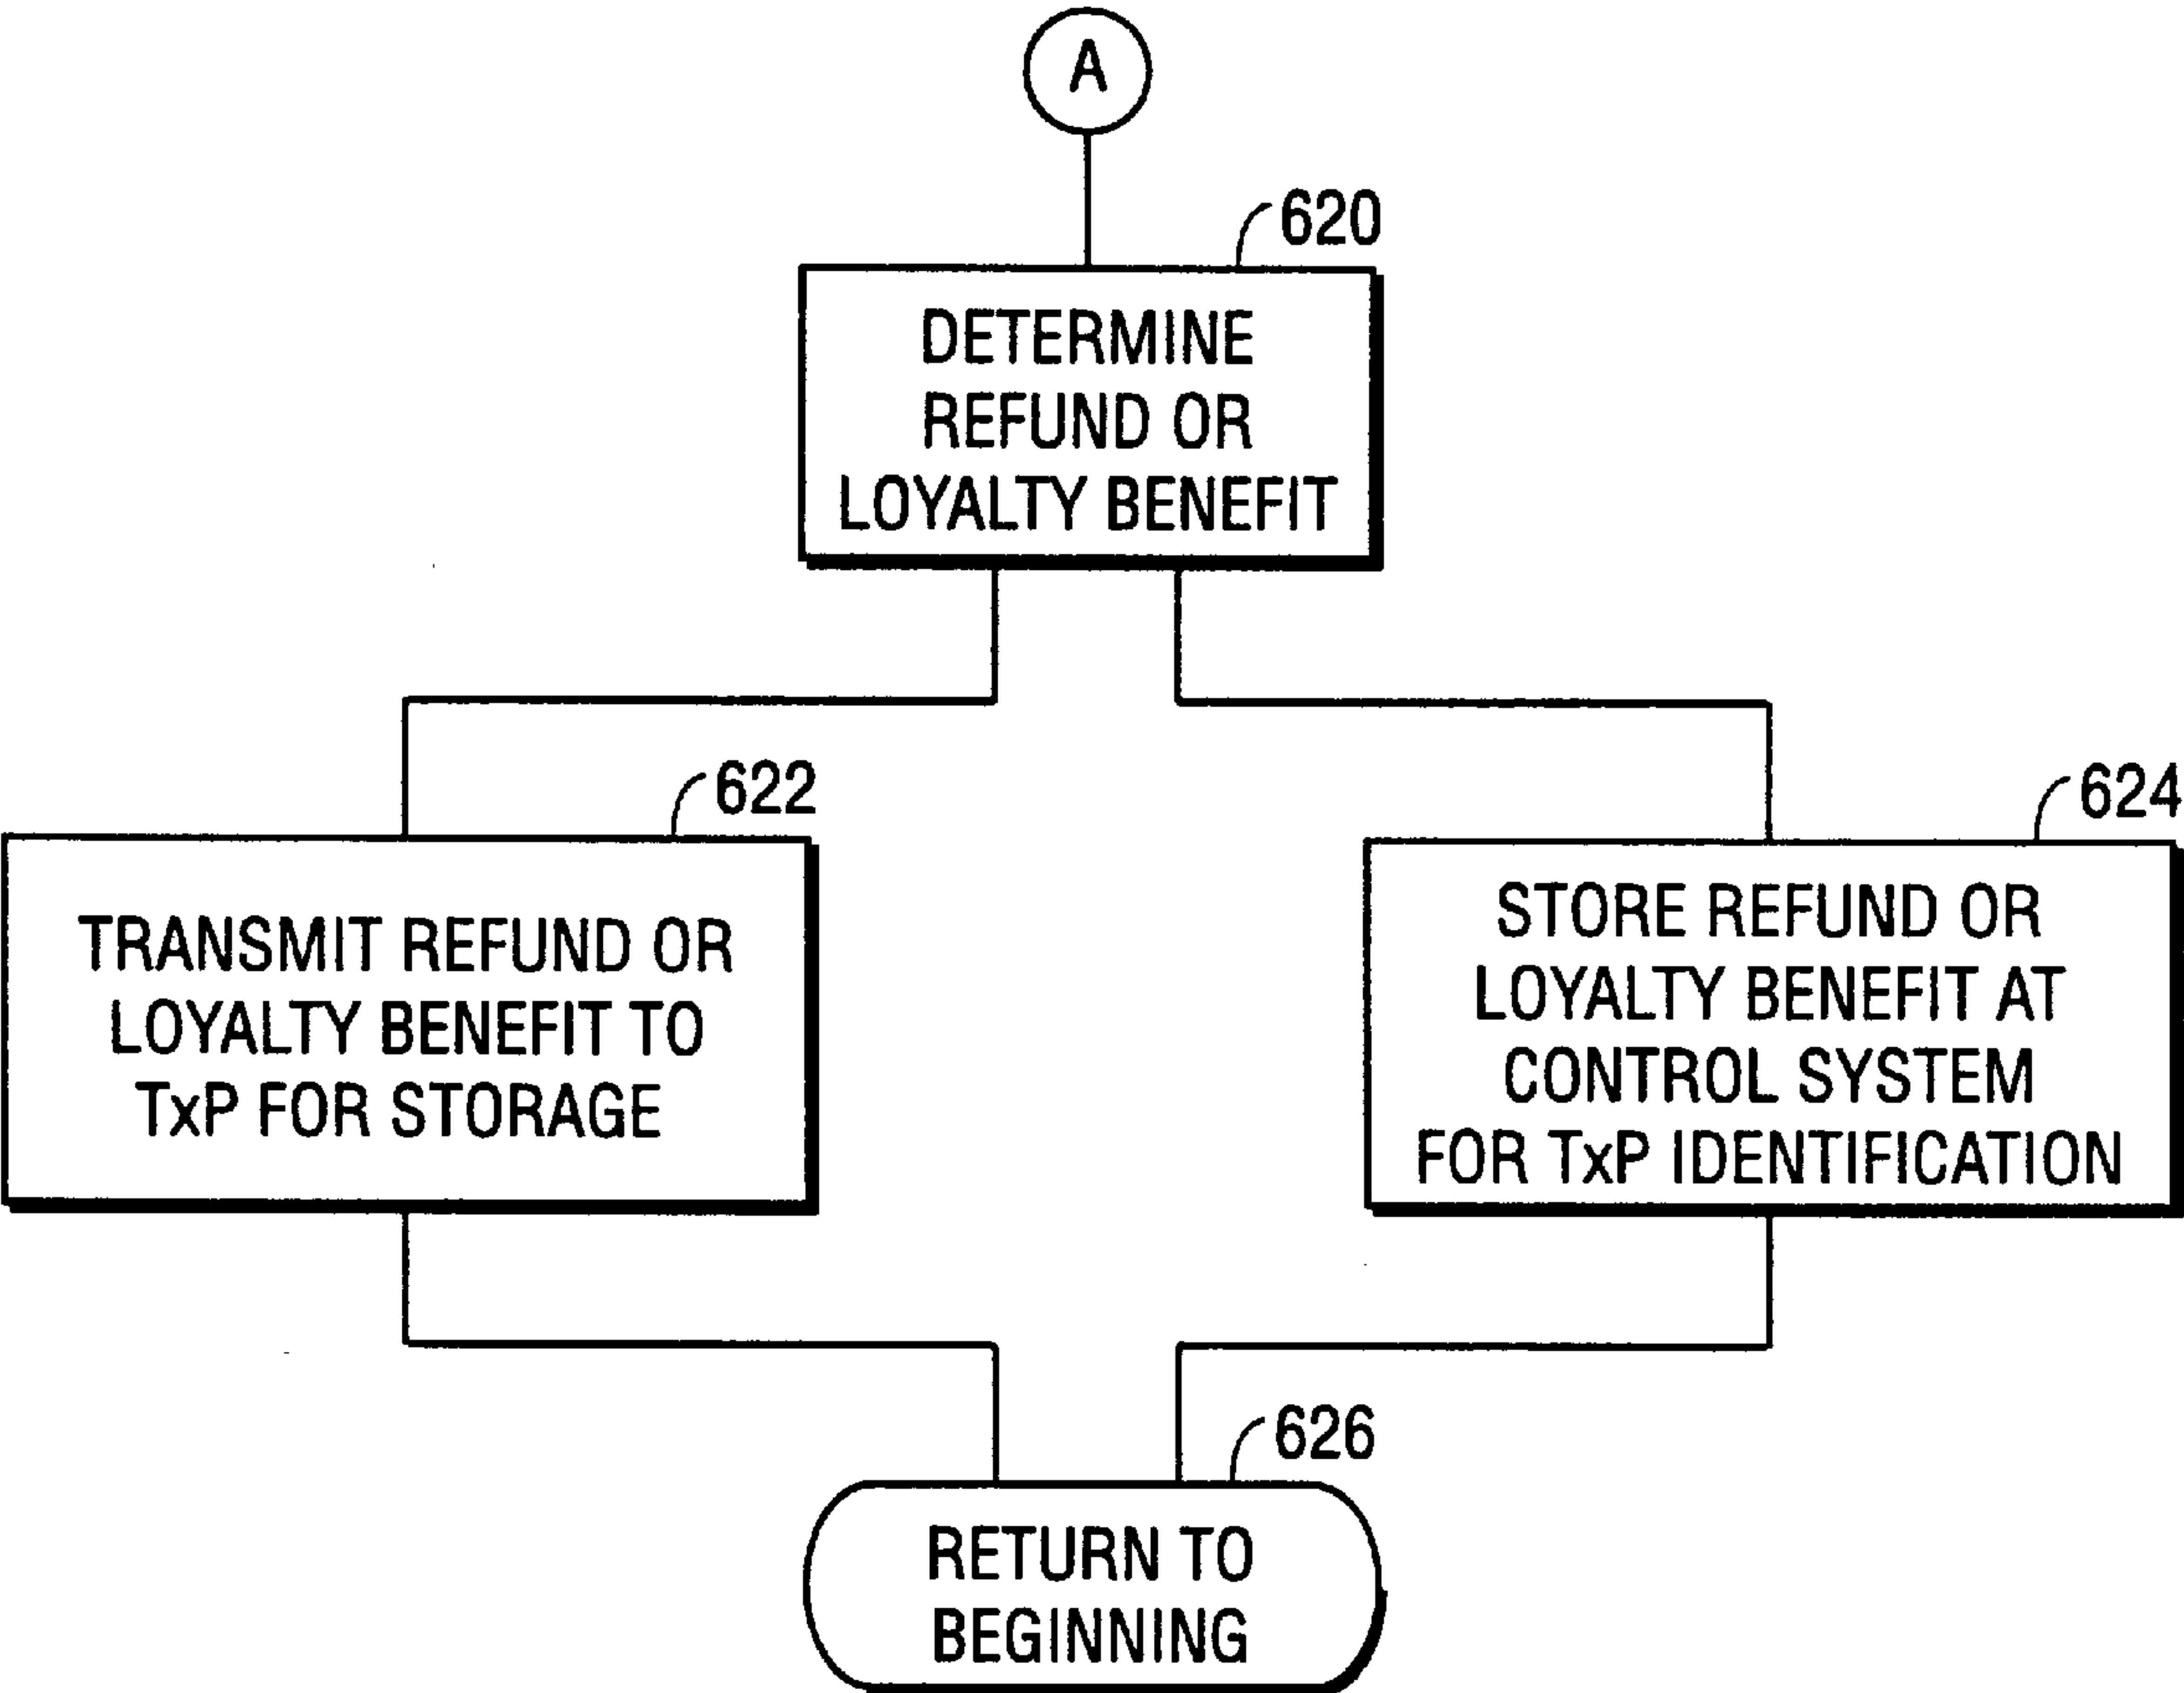 A
620
DETERMINE
REFUND OR
LOYALTY BENEFIT
622
TRANSMIT REFUND OR
LOYALTY BENEFIT TO
TxP FOR STORAGE
624
STORE REFUND OR
LOYALTY BENEFIT AT
CONTROL SYSTEM
FOR TxP IDENTIFICATION
626
RETURN TO
BEGINNING